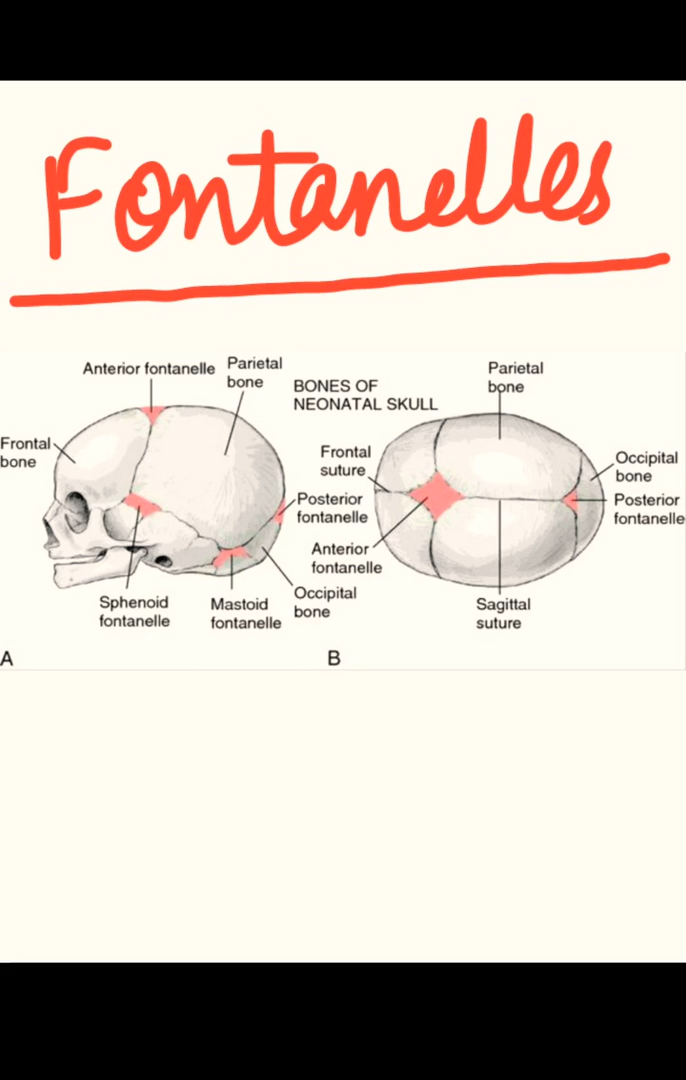 Fontanelles
Anterior fontanelle
Parietal
bone
BONES OF
NEONATAL SKULL
Frontal
bone
Posterior
fontanelle
Sphenoid
fontanelle
Mastoid
fontanelle
Occipital
bone
A
Parietal
bone
Frontal
suture
Occipital
bone
Posterior
fontanelle
Anterior
fontanelle
Sagittal
suture
B